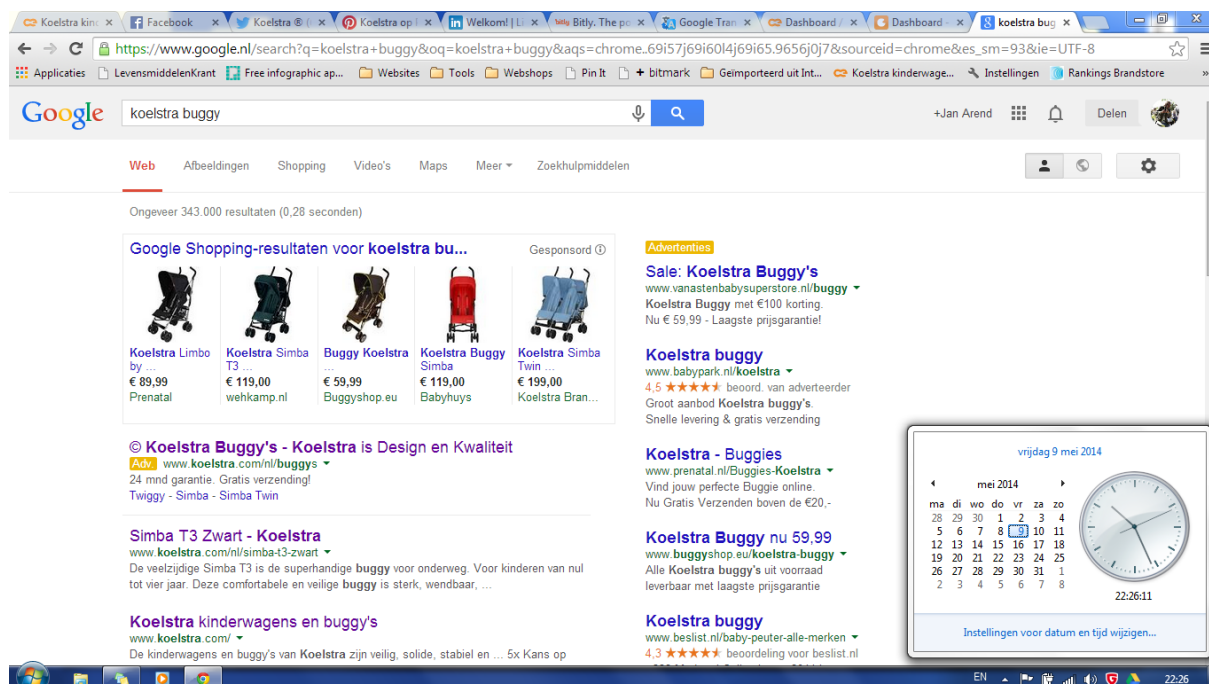 Koelstra kin
Facebook
Koelstra ® (
Koelstra op
Welkom! | Li
Bitly. The po
Google Tran
Dashboard /
Dashboard -
koelstra bug
https://www.google.nl/search?q=koelstra+buggy&oq=koelstra+buggy&aqs=chrome..69i57j69i60l4j69i65.9656j0j7&sourceid=chrome&es_sm=93&ie=UTF-8
Applicaties LevensmiddelenKrant Free infographic ap... Websites Tools Webshops Pin It + bitmark Geïmporteerd uit Int... Koelstra kinderwage... Instellingen Rankings Brandstore »
Google koelstra buggy +Jan Arend Delen
Web Afbeeldingen Shopping Video's Maps Meer Zoekhulpmiddelen
Ongeveer 343.000 resultaten (0,28 seconden)
Google Shopping-resultaten voor koelstra bu... Gesponsord
Koelstra Limbo
by ...
€ 89,99
Prenatal
Koelstra Simba
T3 ...
€ 119,00
wehkamp.nl
Buggy Koelstra
...
€ 59,99
Buggyshop.eu
Koelstra Buggy
Simba
€ 119,00
Babyhuys
Koelstra Simba
Twin ...
€ 199,00
Koelstra Bran...
© Koelstra Buggy's - Koelstra is Design en Kwaliteit
Adv. www.koelstra.com/nl/buggys
24 mnd garantie. Gratis verzending!
Twiggy - Simba - Simba Twin
Simba T3 Zwart - Koelstra
www.koelstra.com/nl/simba-t3-zwart
De veelzijdige Simba T3 is de superhandige buggy voor onderweg. Voor kinderen van nul
tot vier jaar. Deze comfortabele en veilige buggy is sterk, wendbaar, ...
Koelstra kinderwagens en buggy's
www.koelstra.com/
De kinderwagens en buggy's van Koelstra zijn veilig, solide, stabiel en ... 5x Kans op
Advertenties
Sale: Koelstra Buggy's
www.vanastenbabysuperstore.nl/buggy
Koelstra Buggy met €100 korting.
Nu € 59,99 - Laagste prijsgarantie!
Koelstra buggy
www.babypark.nl/koelstra
4,5 beoord. van adverteerder
Groot aanbod Koelstra buggy's.
Snelle levering & gratis verzending
Koelstra - Buggies
www.prenatal.nl/Buggies-Koelstra
Vind jouw perfecte Buggie online.
Nu Gratis Verzenden boven de €20,-
Koelstra Buggy nu 59,99
www.buggyshop.eu/koelstra-buggy
Alle Koelstra buggy's uit voorraad
leverbaar met laagste prijsgarantie
Koelstra buggy
www.beslist.nl/baby-peuter-alle-merken
4,3 beoordeling voor beslist.nl
vrijdag 9 mei 2014
mei 2014
ma di wo do vr za zo
28 29 30 1 2 3 4
5 6 7 8 9 10 11
12 13 14 15 16 17 18
19 20 21 22 23 24 25
26 27 28 29 30 31 1
2 3 4 5 6 7 8
22:26:11
Instellingen voor datum en tijd wijzigen...
EN 22:26